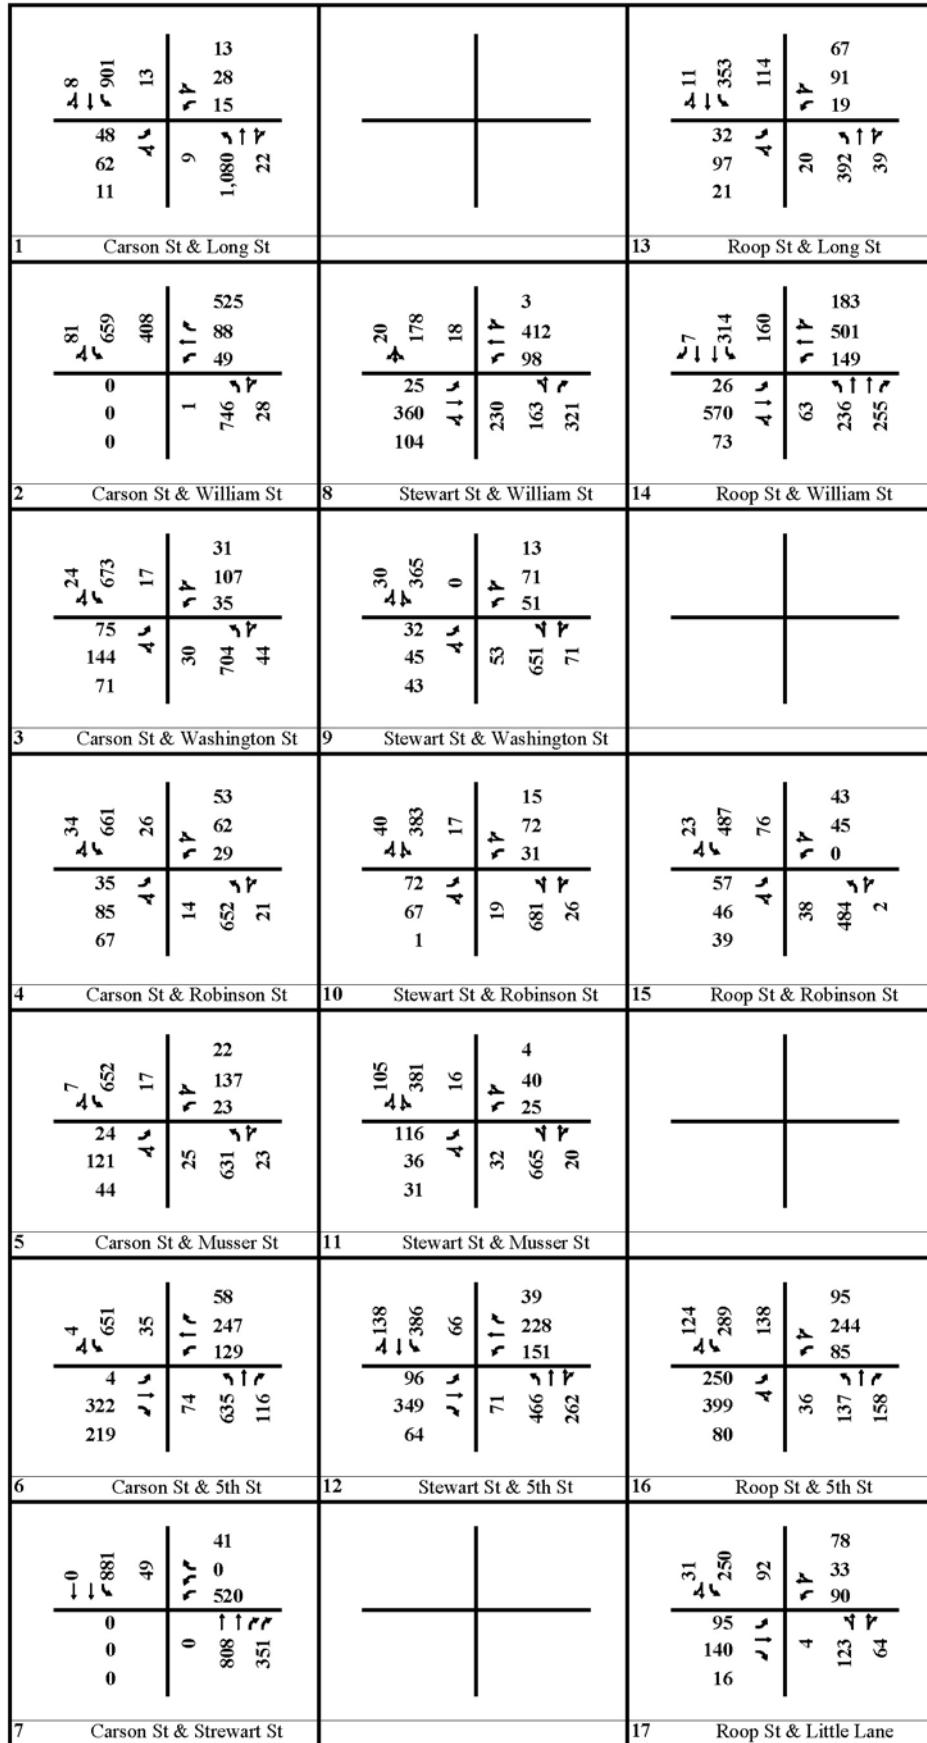 8 901 13
13
28
15
48
62
11
9 1,080 22
1 Carson St & Long St
11 353 114
67
91
19
32
97
21
20 392 39
13 Roop St & Long St
81 659 408
525
88
49
0
0
0
1 746 28
2 Carson St & William St
20 178 18
3
412
98
25
360
104
230 163 321
8 Stewart St & William St
7 314 160
183
501
149
26
570
73
63 236 255
14 Roop St & William St
24 673 17
31
107
35
75
144
71
30 704 44
3 Carson St & Washington St
30 365 0
13
71
51
32
45
43
53 651 71
9 Stewart St & Washington St
34 661 26
53
62
29
35
85
67
14 652 21
4 Carson St & Robinson St
40 383 17
15
72
31
72
67
1
19 681 26
10 Stewart St & Robinson St
23 487 76
43
45
0
57
46
39
38 484 2
15 Roop St & Robinson St
7 652 17
22
137
23
24
121
44
25 631 23
5 Carson St & Musser St
105 381 16
4
40
25
116
36
31
32 665 20
11 Stewart St & Musser St
4 651 35
58
247
129
4
322
219
74 635 116
6 Carson St & 5th St
138 386 66
39
228
151
96
349
64
71 466 262
12 Stewart St & 5th St
124 289 138
95
244
85
250
399
80
36 137 158
16 Roop St & 5th St
0 881 49
41
0
520
0
0
0
0 808 351
7 Carson St & Strewart St
31 250 92
78
33
90
95
140
16
4 123 64
17 Roop St & Little Lane